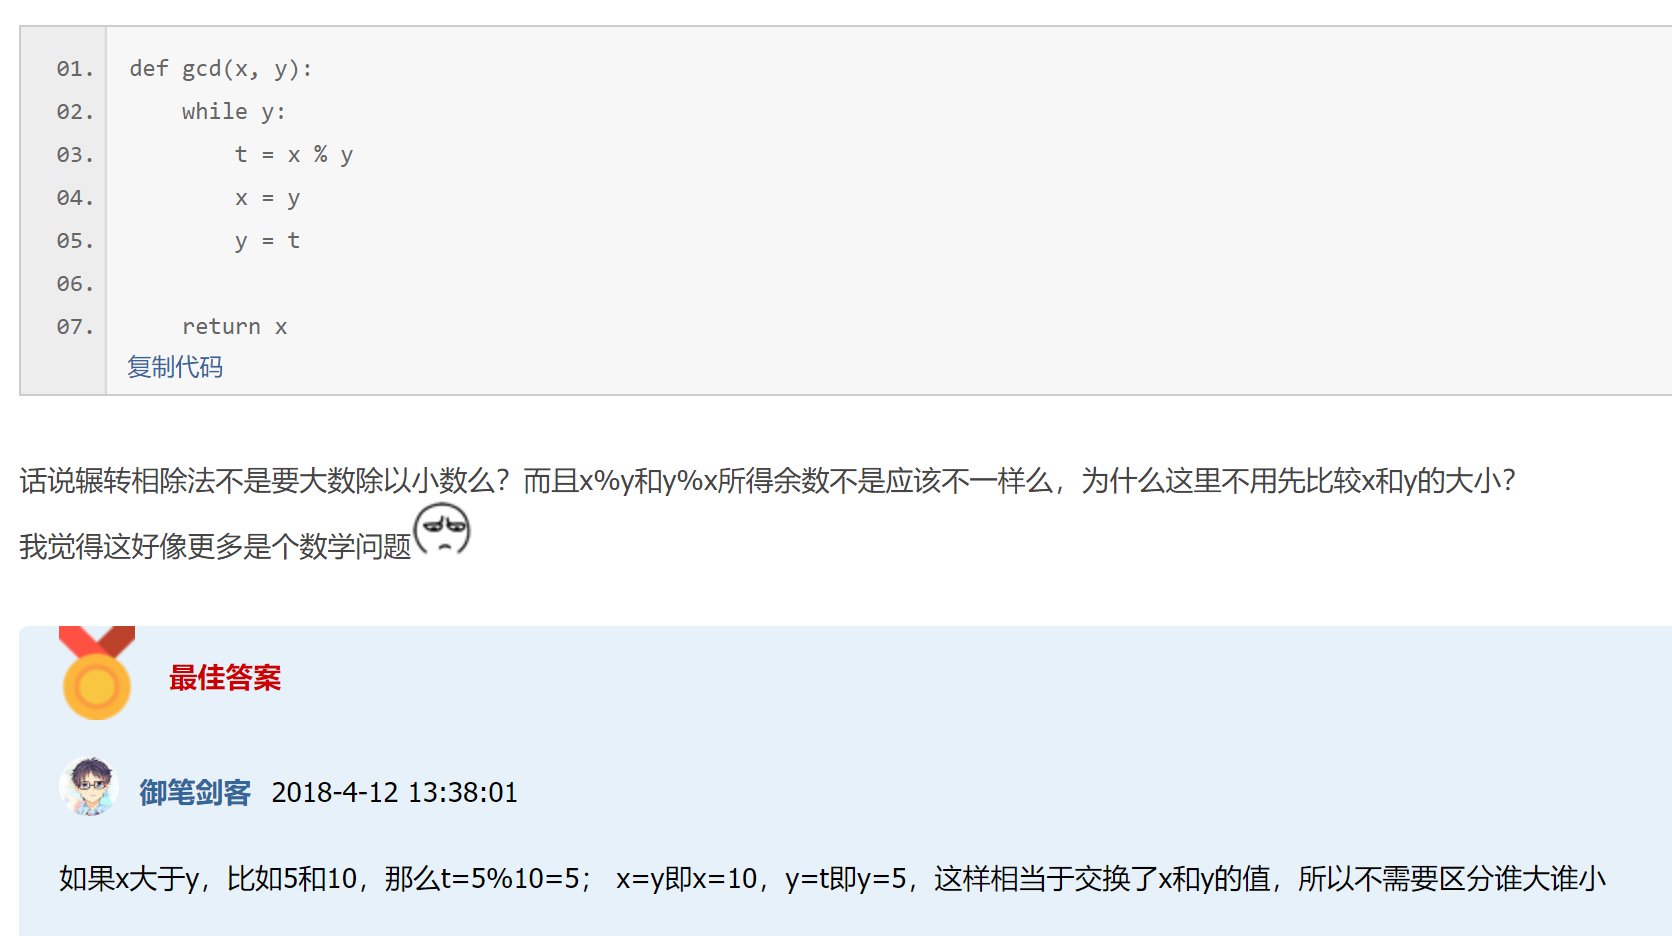 01. def gcd(x, y):
02.     while y:
03.         t = x % y
04.         x = y
05.         y = t
06.
07.     return x
复制代码
话说辗转相除法不是要大数除以小数么？而且x%y和y%x所得余数不是应该不一样么，为什么这里不用先比较x和y的大小？
我觉得这好像更多是个数学问题
最佳答案
御笔剑客 2018-4-12 13:38:01
如果x大于y，比如5和10，那么t=5%10=5； x=y即x=10，y=t即y=5，这样相当于交换了x和y的值，所以不需要区分谁大谁小